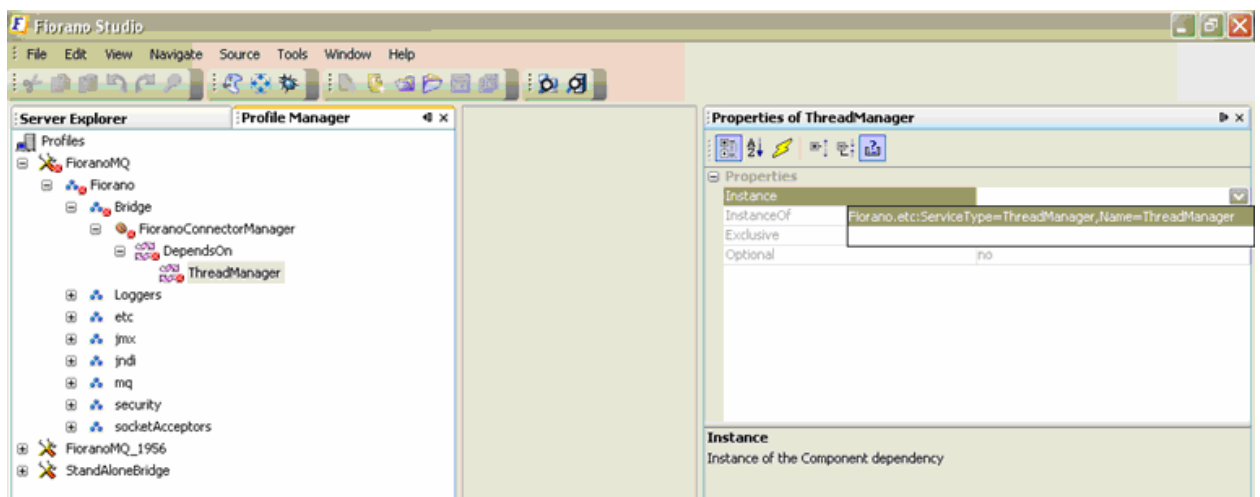 Fiorano Studio
File Edit View Navigate Source Tools Window Help
Server Explorer
Profile Manager
Profiles
FioranoMQ
Fiorano
Bridge
FioranoConnectorManager
DependsOn
ThreadManager
Loggers
etc
jmx
jndi
mq
security
socketAcceptors
FioranoMQ_1956
StandAloneBridge
Properties of ThreadManager
Properties
Instance
InstanceOf
Fiorano.etc:ServiceType=ThreadManager,Name=ThreadManager
Exclusive
Optional no
Instance
Instance of the Component dependency